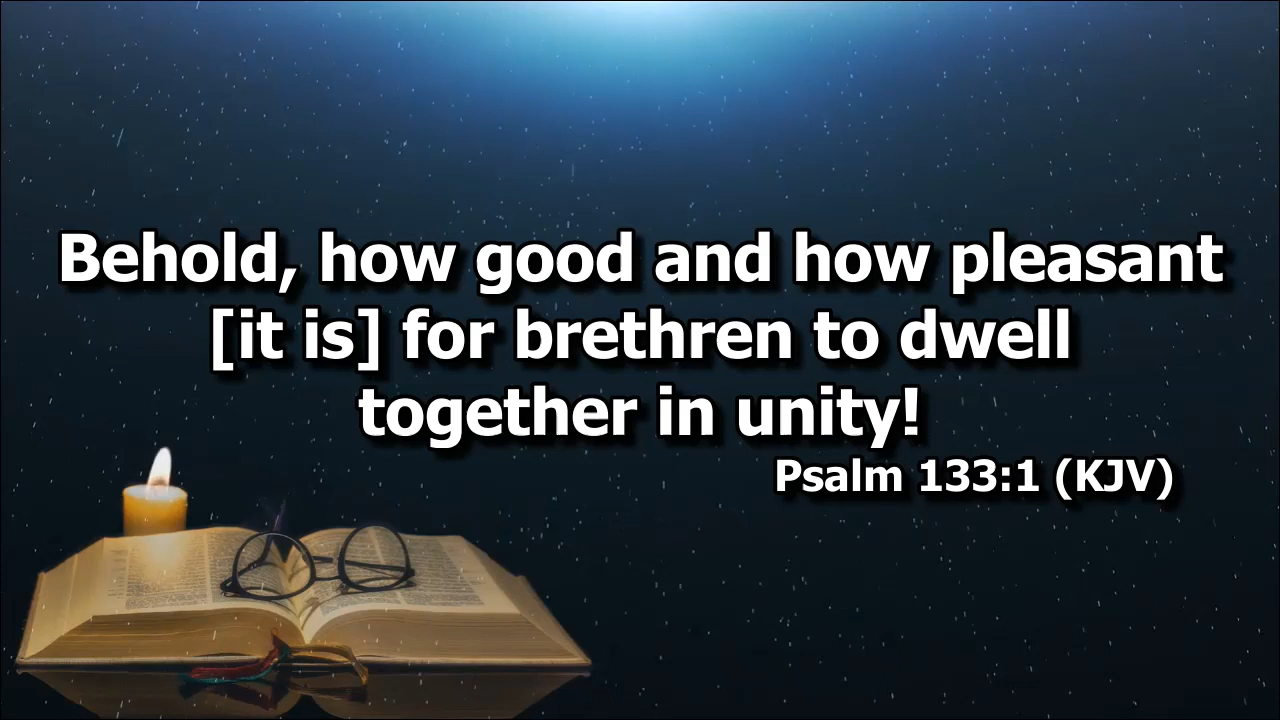 Behold, how good and how pleasant
[it is] for brethren to dwell
together in unity!
Psalm 133:1 (KJV)